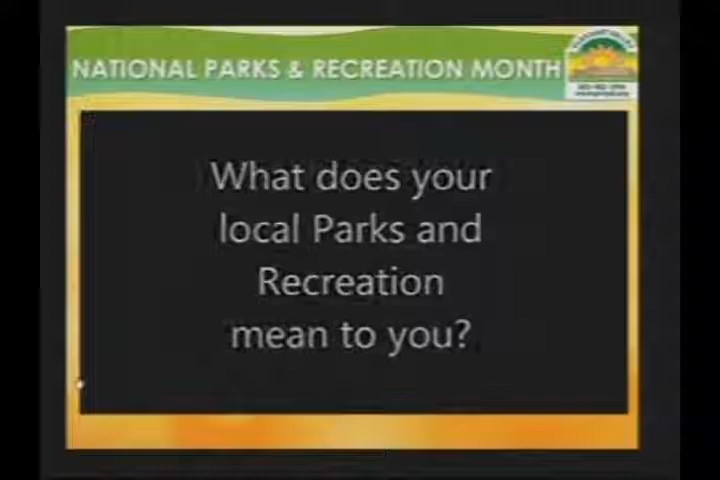 NATIONAL PARKS & RECREATION MONTH
What does your
local Parks and
Recreation
mean to you?